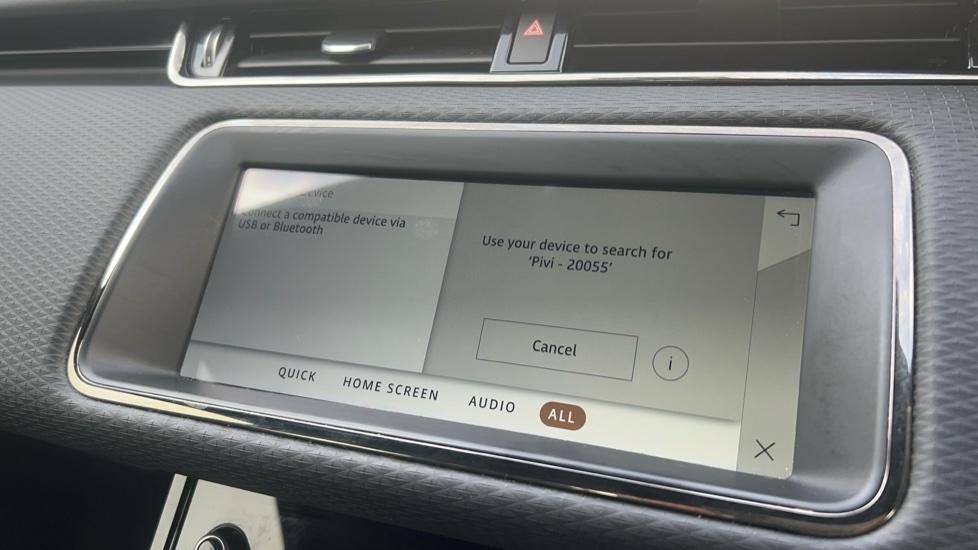 Connect a compatible device via
USB or Bluetooth
Use your device to search for
'Pivi - 20055'
Cancel
i
QUICK
HOME SCREEN
AUDIO
ALL